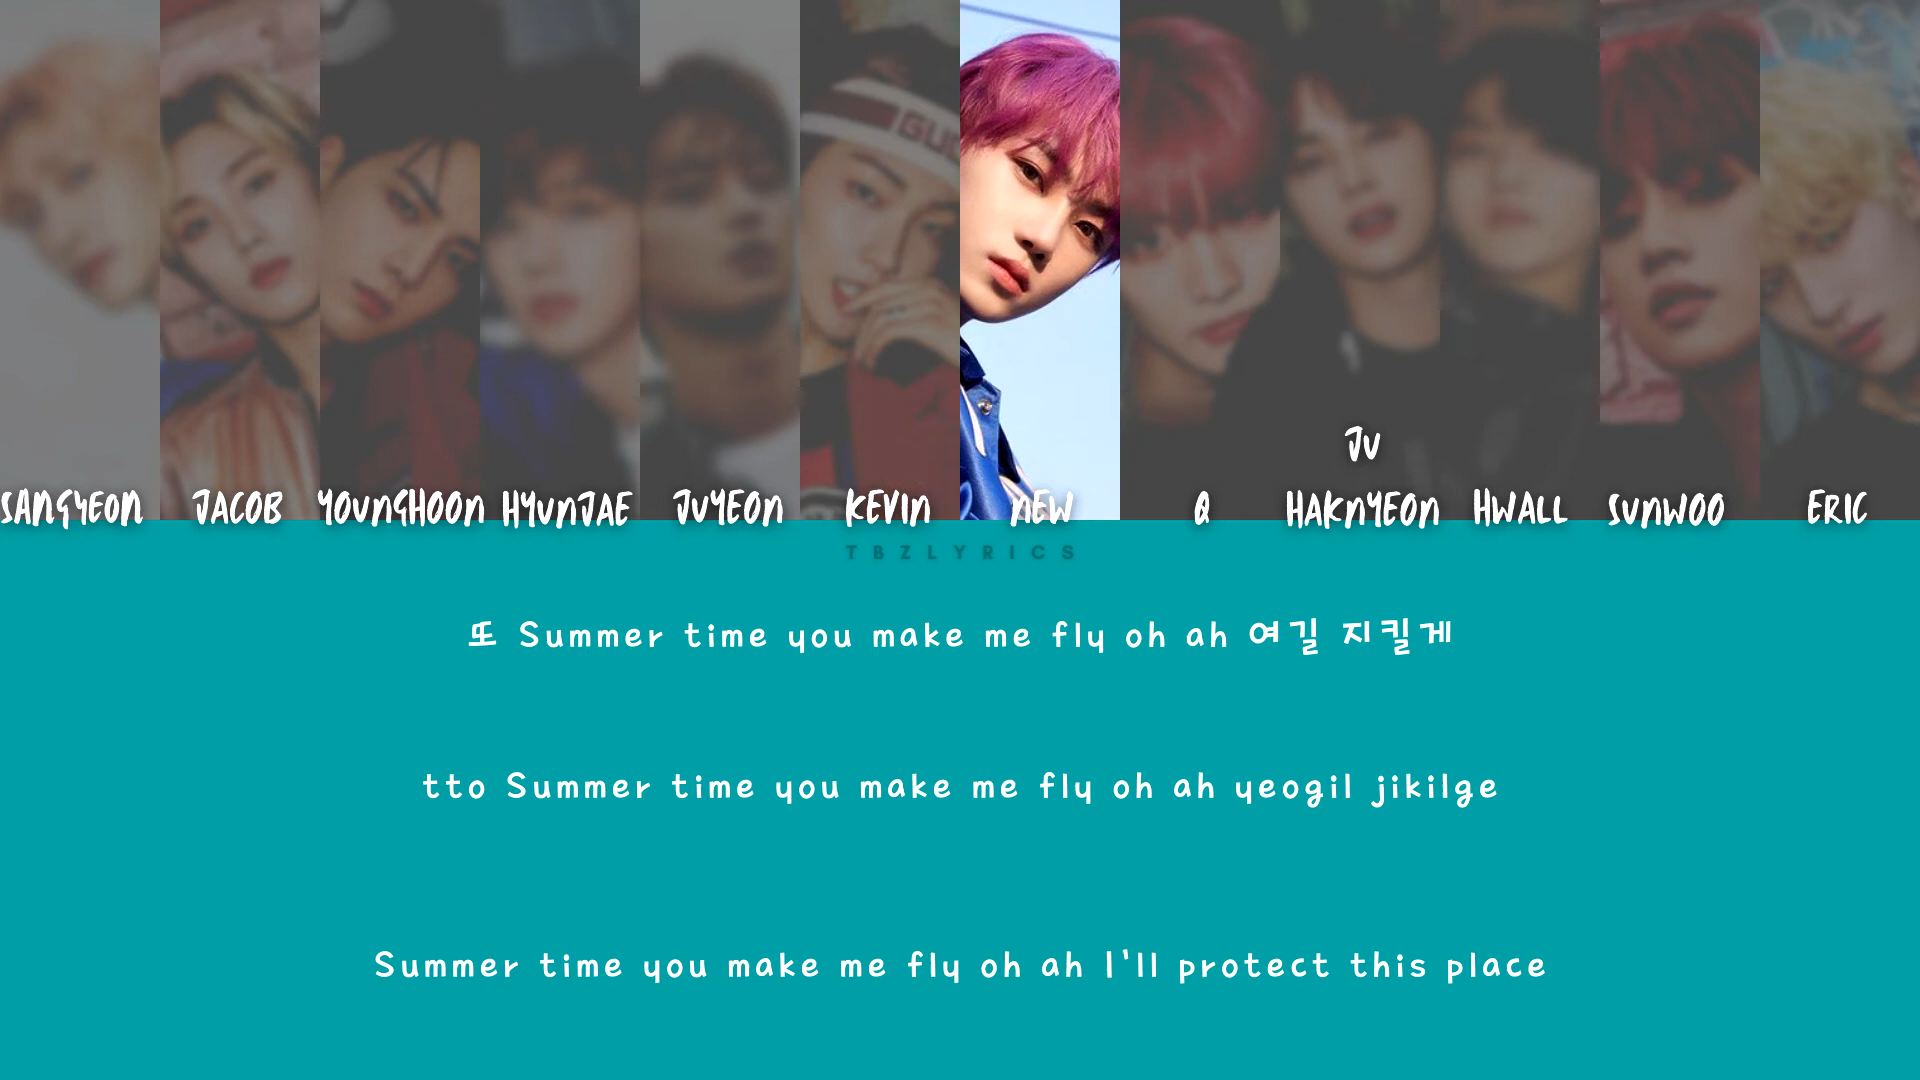 GUC
SANGYEON JACOB YOUNGHOON HYUNJAE JUYEON KEVIN NEW Q JU HAKNYEON HWALL SUNWOO ERIC
TBZLYRICS
또 Summer time you make me fly oh ah 여길 지킬게
tto Summer time you make me fly oh ah yeogil jikilge
Summer time you make me fly oh ah I'll protect this place